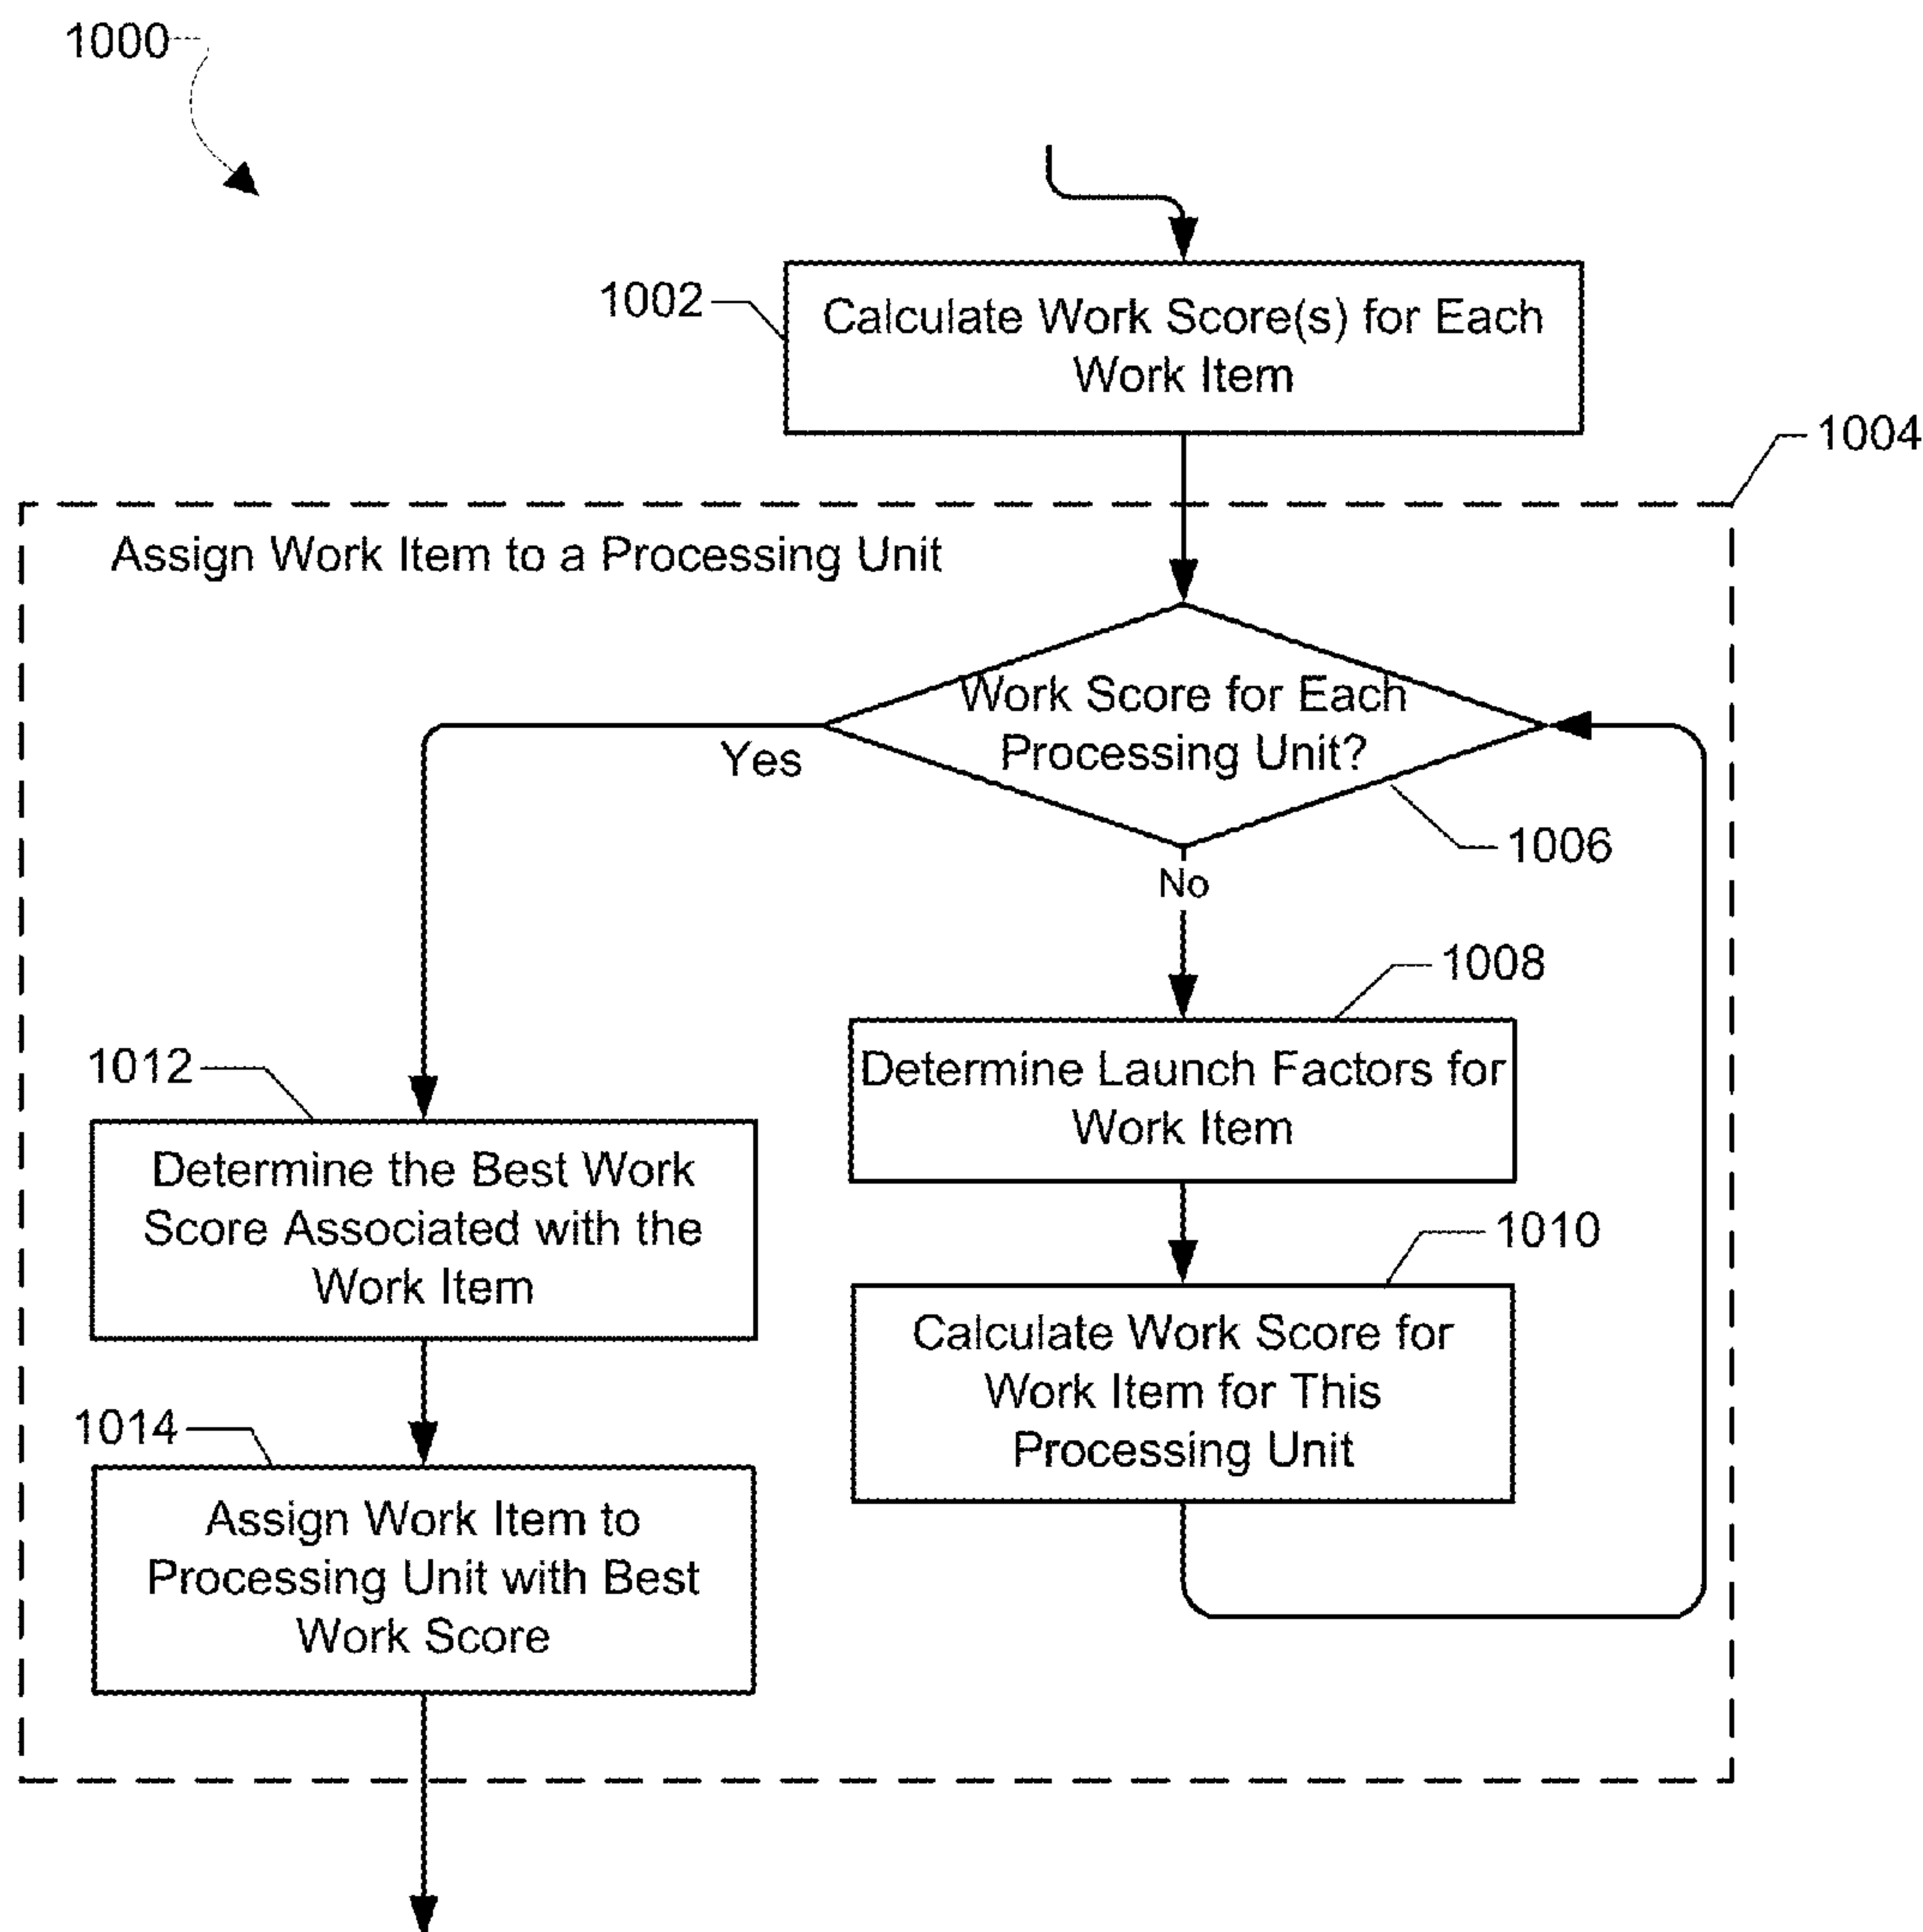 1000
1002
Calculate Work Score(s) for Each
Work Item
1004
Assign Work Item to a Processing Unit
Work Score for Each
Processing Unit?
Yes
1006
No
1008
Determine Launch Factors for
Work Item
1012
Determine the Best Work
Score Associated with the
Work Item
1010
Calculate Work Score for
Work Item for This
Processing Unit
1014
Assign Work Item to
Processing Unit with Best
Work Score